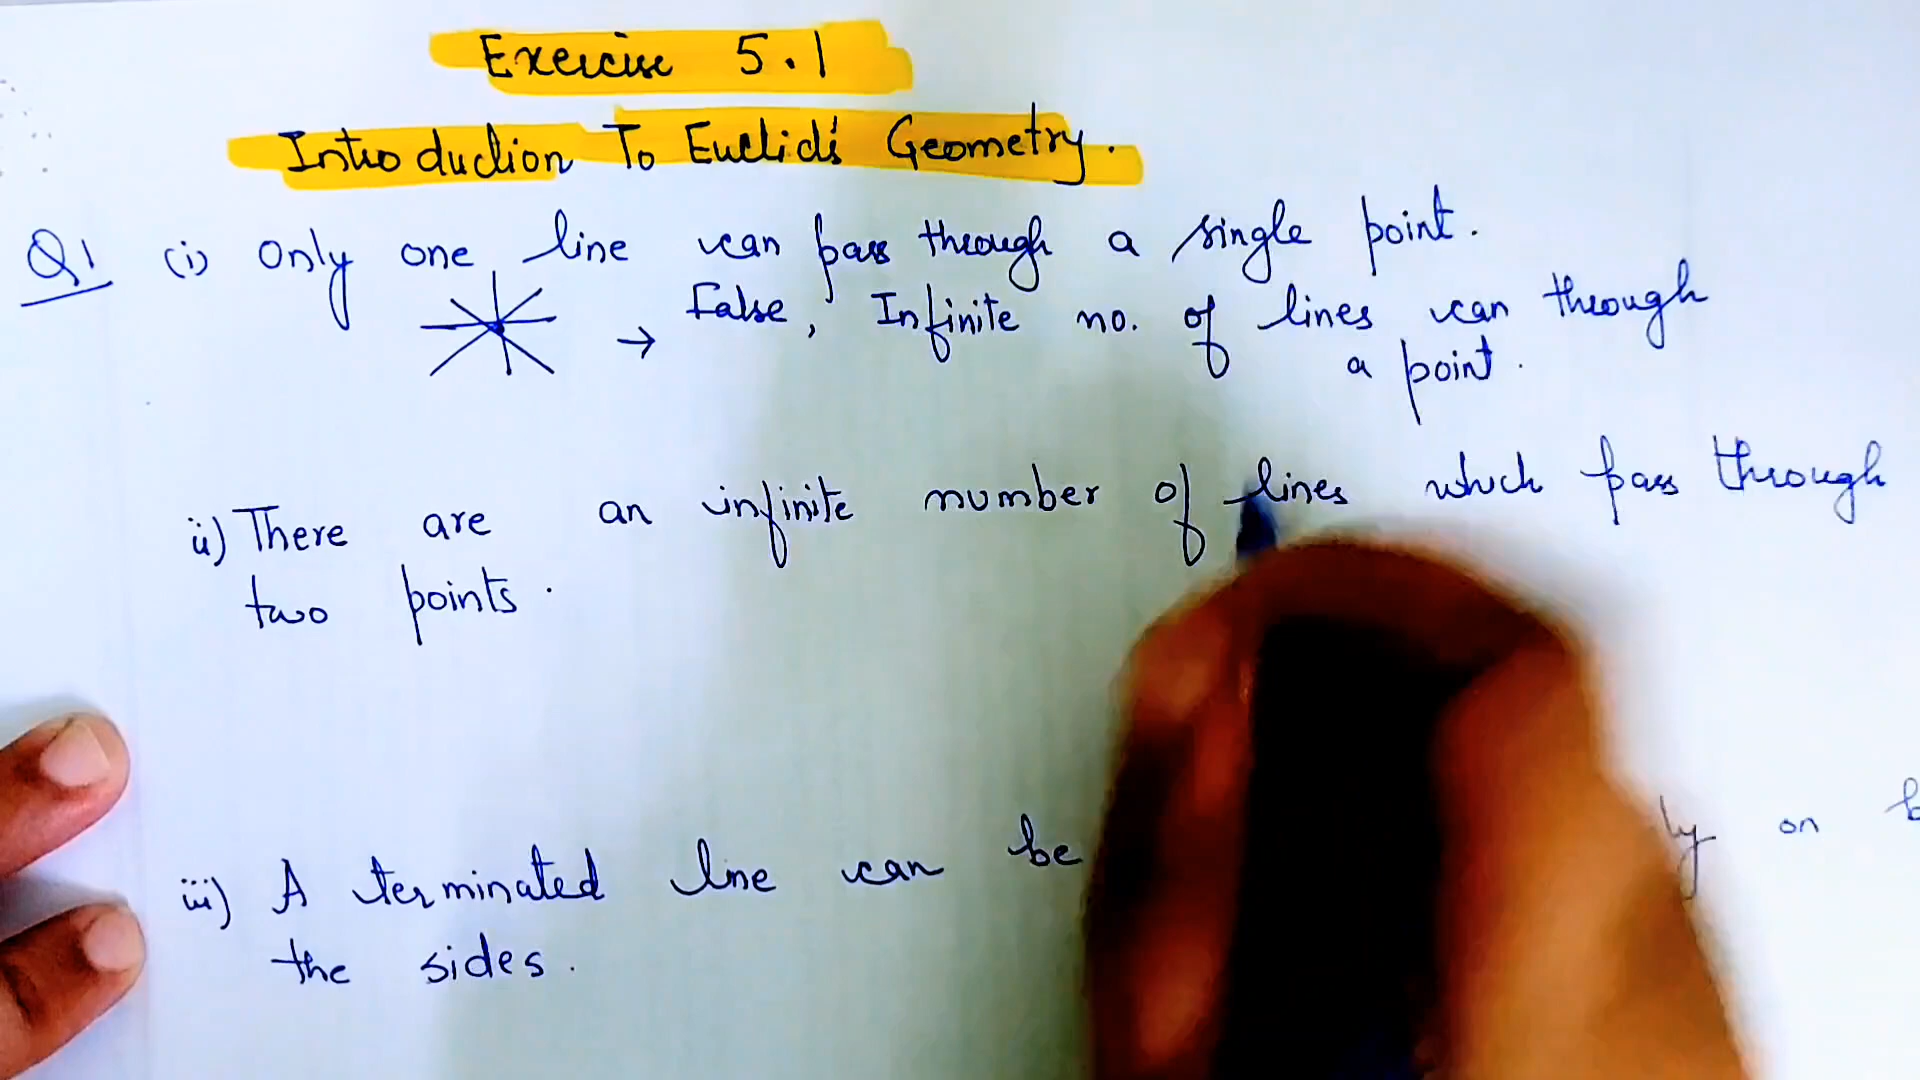 Exercise 5.1
Introduction To Euclid's Geometry.
Q1 (i) Only one line can pass through a single point.
→ False, Infinite no. of lines can through
a point.
ii) There are an infinite number of lines which pass through
two points.
iii) A terminated line can be ly on b
the sides.